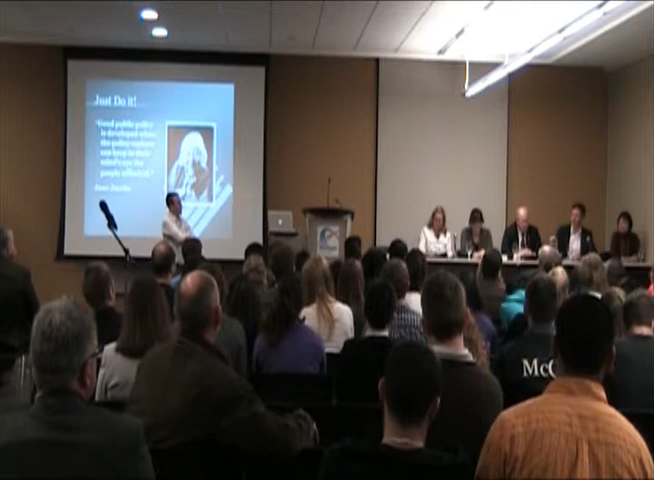 Just Do it!
"Good public policy
is developed when
the policy-makers
can keep in their
mind's eye the
people affected."
Jane Jacobs
McG